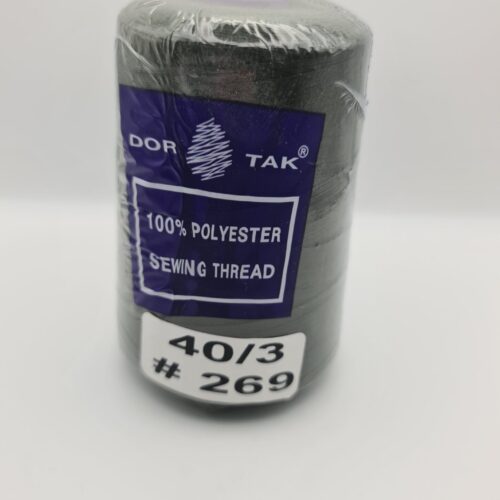 DOR TAK®
100% POLYESTER
SEWING THREAD
40/3
# 269